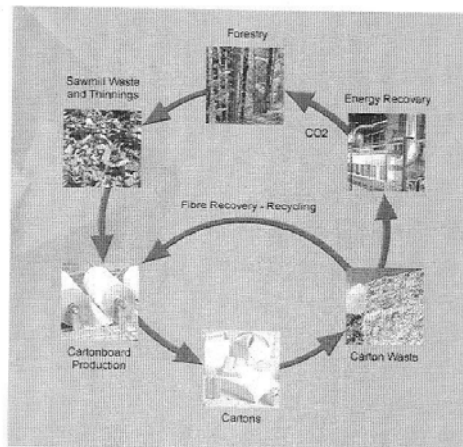 Forestry
Sawmill Waste
and Thinnings
Energy Recovery
CO2
Fibre Recovery - Recycling
Cartonboard
Production
Carton Waste
Cartons